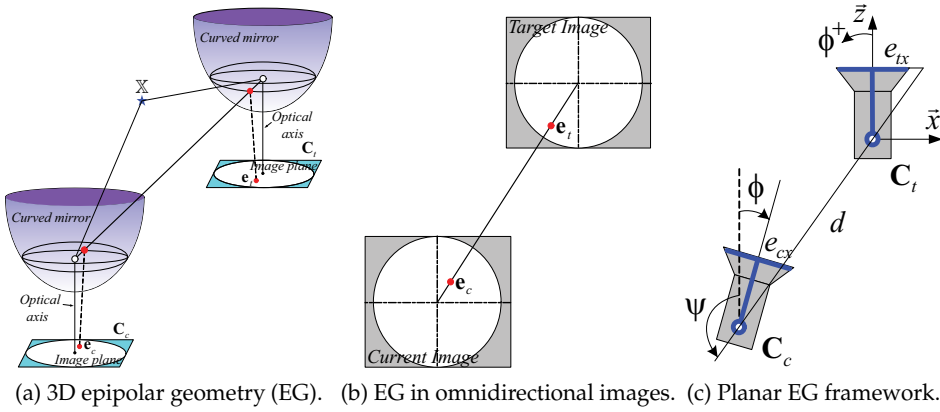 Curved mirror
𝕏
Optical
axis
C_t
Image plane
e_t
Curved mirror
Optical
axis
C_c
e_c
Image plane
(a) 3D epipolar geometry (EG).
Target Image
e_t
e_c
Current Image
(b) EG in omnidirectional images.
z⃗
ϕ+
e_tx
x⃗
C_t
ϕ
d
e_cx
ψ
C_c
(c) Planar EG framework.